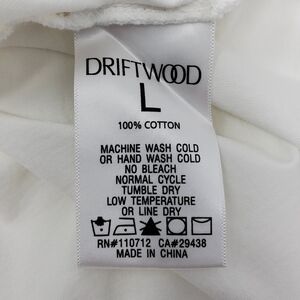 DRIFTWOOD
L
100% COTTON
MACHINE WASH COLD
OR HAND WASH COLD
NO BLEACH
NORMAL CYCLE
TUMBLE DRY
LOW TEMPERATURE
OR LINE DRY
RN#110712 CA#29438
MADE IN CHINA